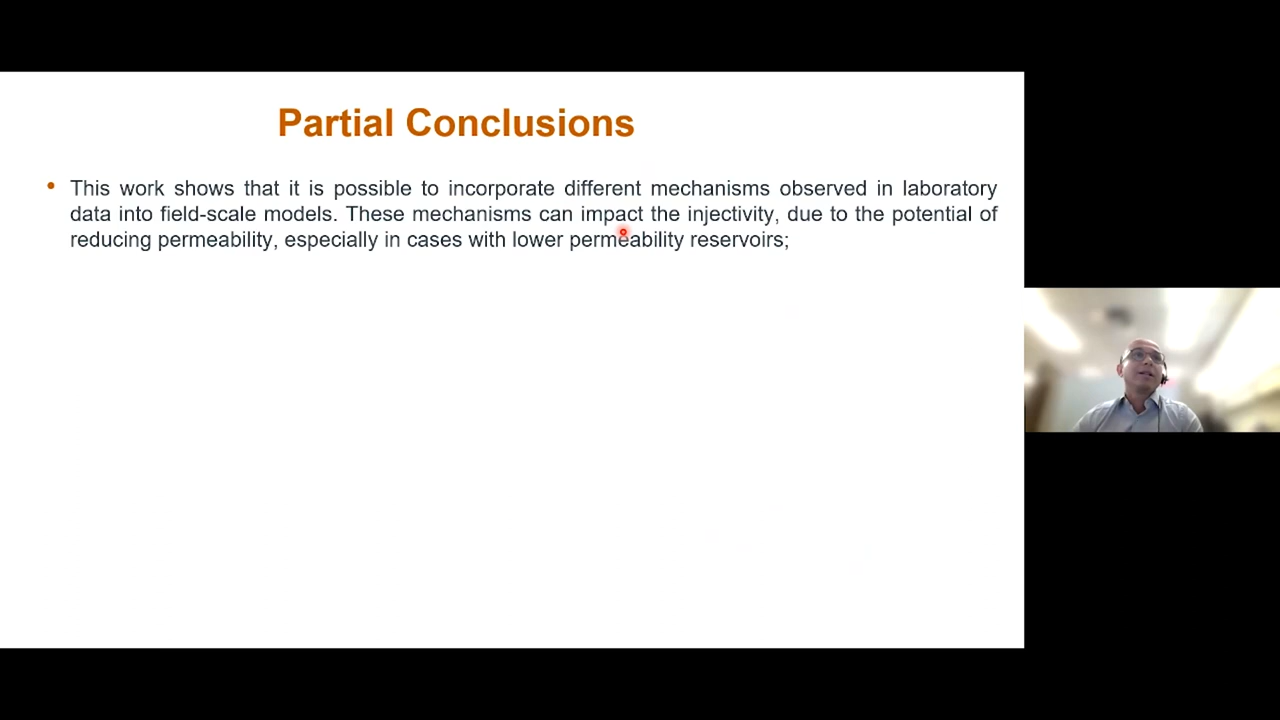 Partial Conclusions
• This work shows that it is possible to incorporate different mechanisms observed in laboratory
data into field-scale models. These mechanisms can impact the injectivity, due to the potential of
reducing permeability, especially in cases with lower permeability reservoirs;